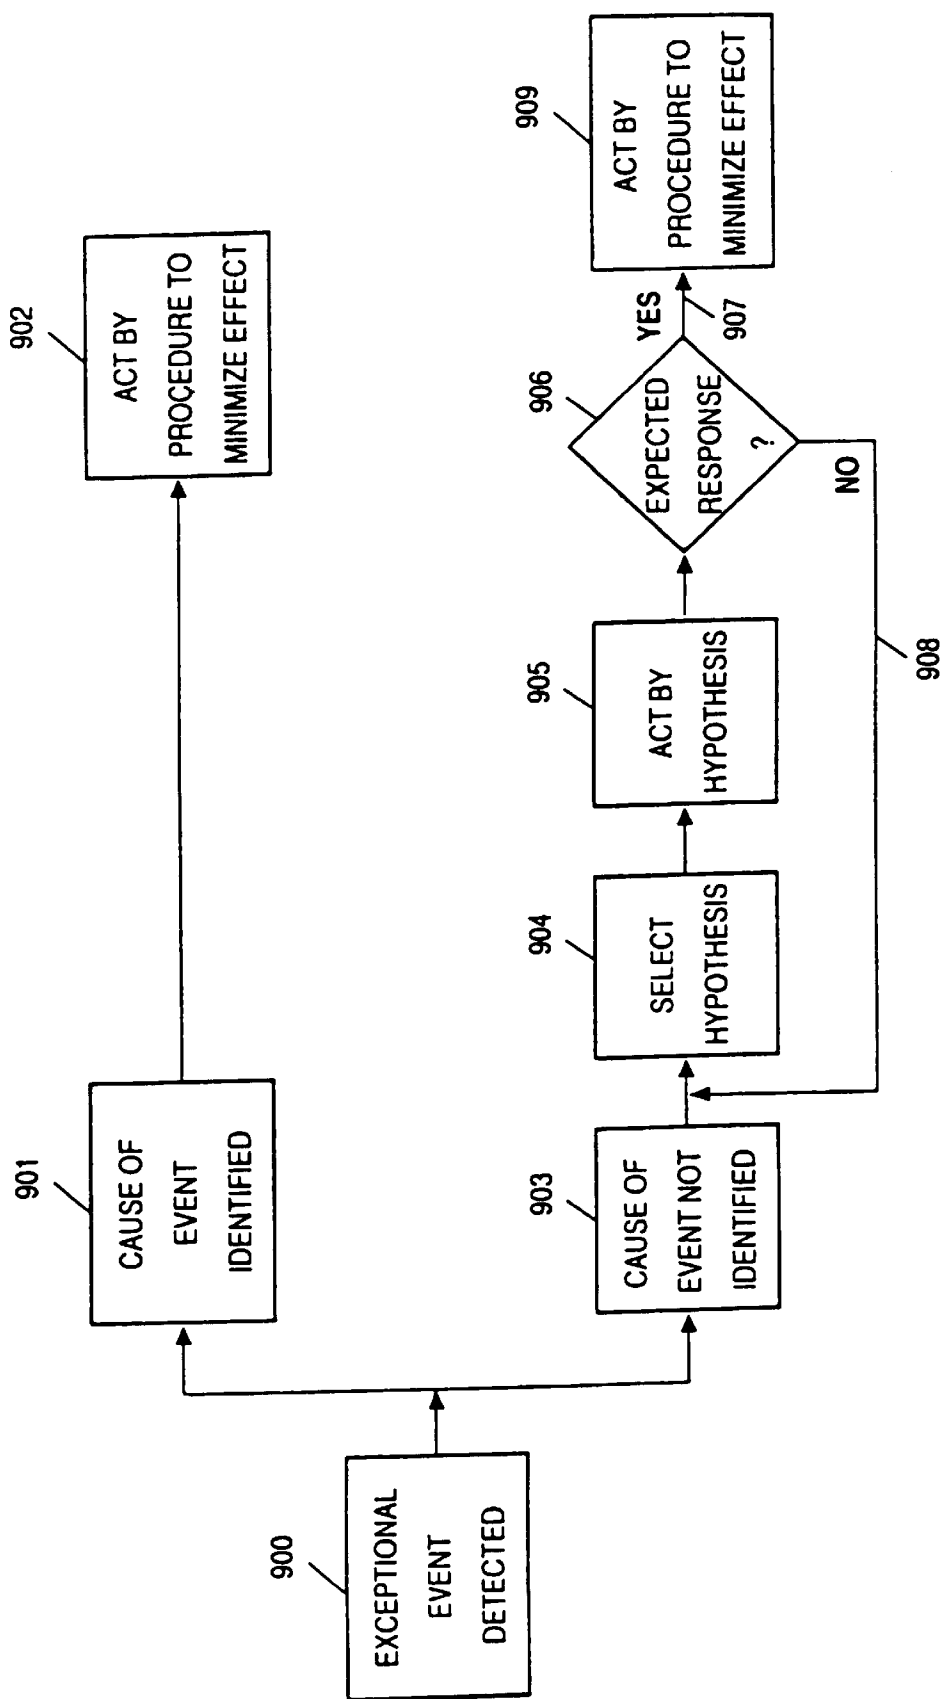 900
EXCEPTIONAL
EVENT
DETECTED
901
CAUSE OF
EVENT
IDENTIFIED
902
ACT BY
PROCEDURE TO
MINIMIZE EFFECT
903
CAUSE OF
EVENT NOT
IDENTIFIED
904
SELECT
HYPOTHESIS
905
ACT BY
HYPOTHESIS
906
EXPECTED
RESPONSE
?
YES
907
NO
908
909
ACT BY
PROCEDURE TO
MINIMIZE EFFECT